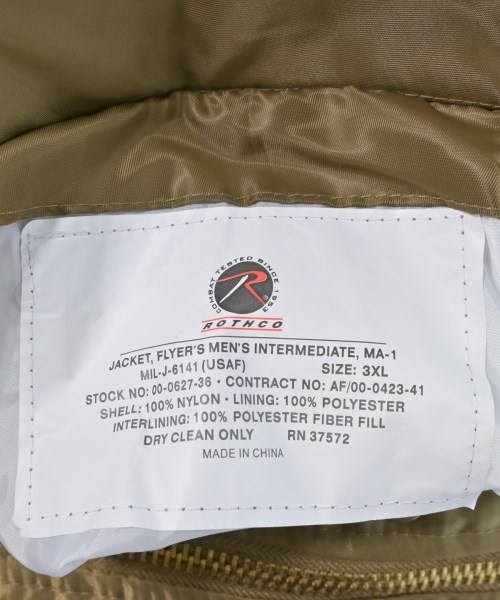 COMBAT TESTED SINCE 1953
R
ROTHCO
JACKET, FLYER'S MEN'S INTERMEDIATE, MA-1
MIL-J-6141 (USAF) SIZE: 3XL
STOCK NO: 00-0627-36 • CONTRACT NO: AF/00-0423-41
SHELL: 100% NYLON • LINING: 100% POLYESTER
INTERLINING: 100% POLYESTER FIBER FILL
DRY CLEAN ONLY RN 37572
MADE IN CHINA